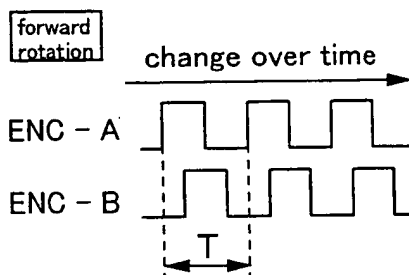 forward
rotation
change over time
ENC - A
ENC - B
T